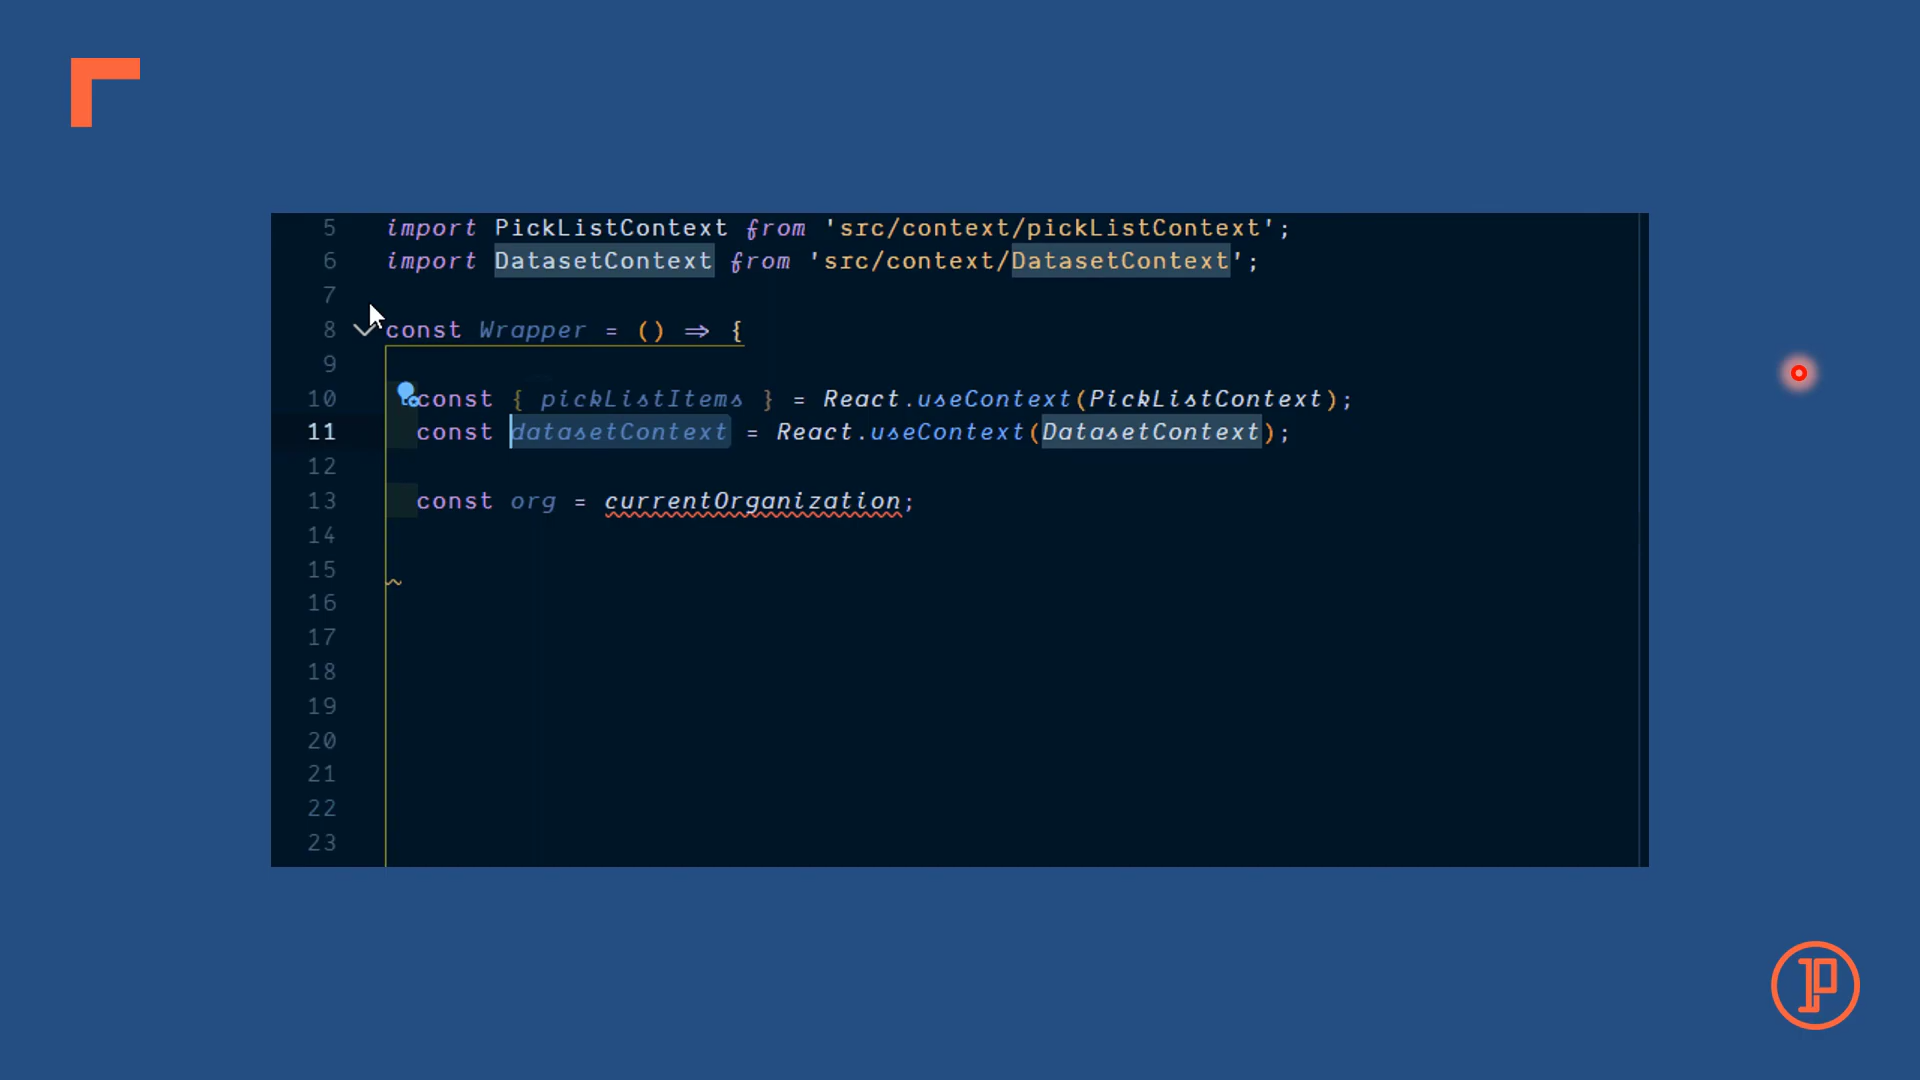 5 import PickListContext from 'src/context/pickListContext';
6 import DatasetContext from 'src/context/DatasetContext';
7
8 const Wrapper = () => {
9
10 const { pickListItems } = React.useContext(PickListContext);
11 const datasetContext = React.useContext(DatasetContext);
12
13 const org = currentOrganization;
14
15
16
17
18
19
20
21
22
23